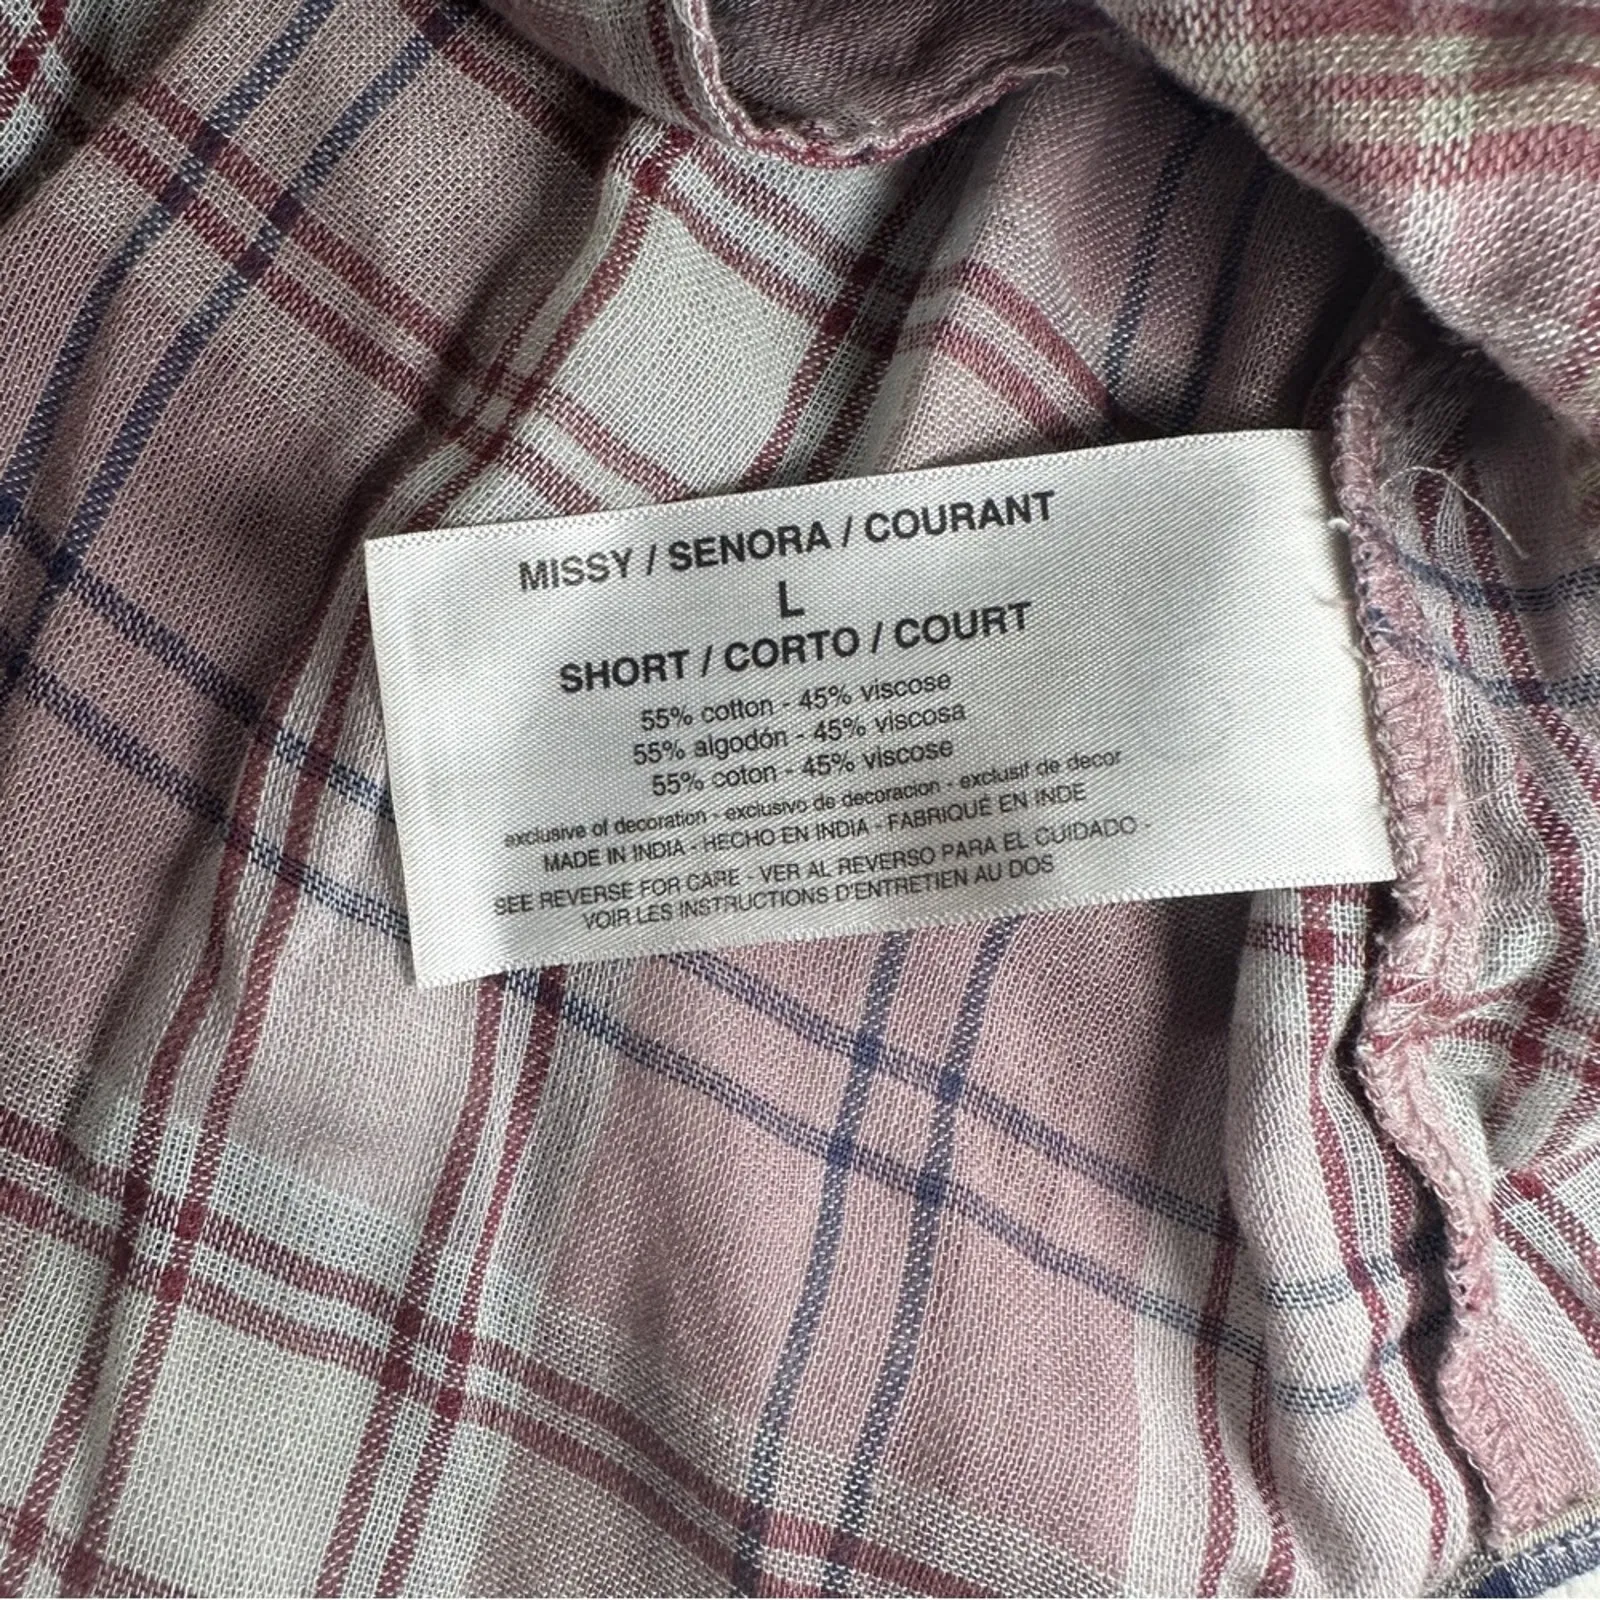 MISSY / SENORA / COURANT
L
SHORT / CORTO / COURT
55% cotton - 45% viscose
55% algodón - 45% viscosa
55% coton - 45% viscose
exclusive of decoration - exclusivo de decoracion - exclusif de decor
MADE IN INDIA - HECHO EN INDIA - FABRIQUÉ EN INDE
SEE REVERSE FOR CARE - VER AL REVERSO PARA EL CUIDADO -
VOIR LES INSTRUCTIONS D'ENTRETIEN AU DOS